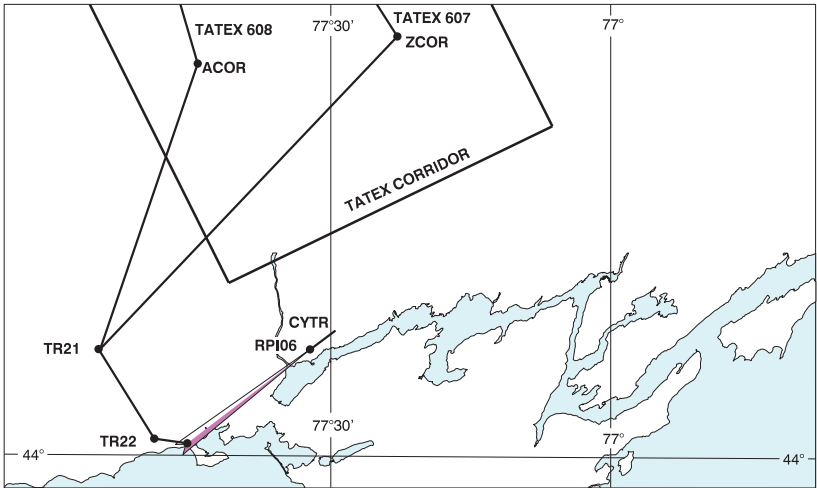 TATEX 608
77°30'
TATEX 607
77°
ACOR
ZCOR
TATEX CORRIDOR
CYTR
TR21
RPI06
TR22
77°30'
77°
44°
44°